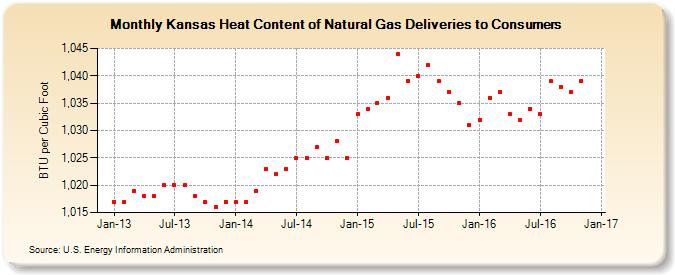 Monthly Kansas Heat Content of Natural Gas Deliveries to Consumers
BTU per Cubic Foot
1,045
1,040
1,035
1,030
1,025
1,020
1,015
Jan-13 Jul-13 Jan-14 Jul-14 Jan-15 Jul-15 Jan-16 Jul-16 Jan-17
Source: U.S. Energy Information Administration